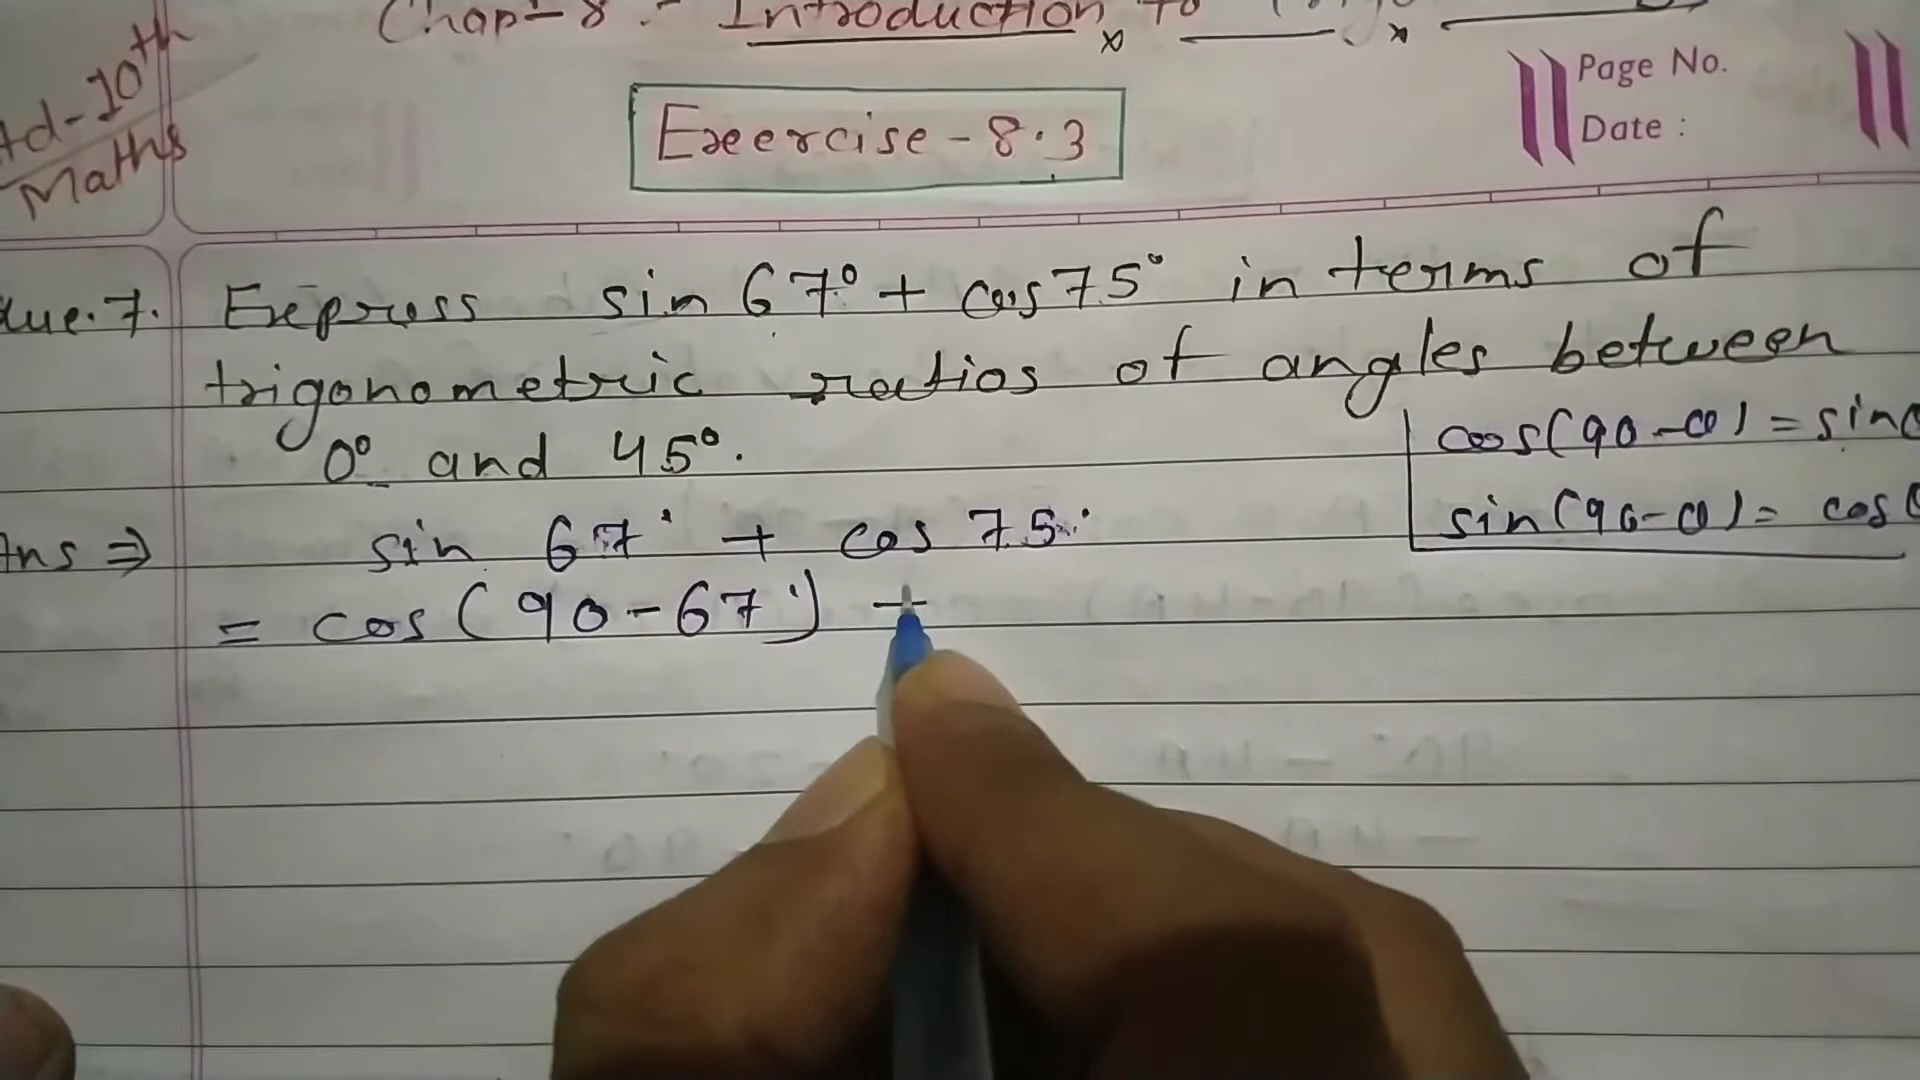 Chap-8 :- Introduction to
td-10th
Maths
Page No.
Date :
Exercise - 8.3
Que.7. Express sin 67° + cos 75° in terms of
trigonometric ratios of angles between
0° and 45°.
cos(90-θ) = sinθ
sin(90-θ) = cosθ
Ans ⇒ sin 67° + cos 75°
= cos (90-67°) +